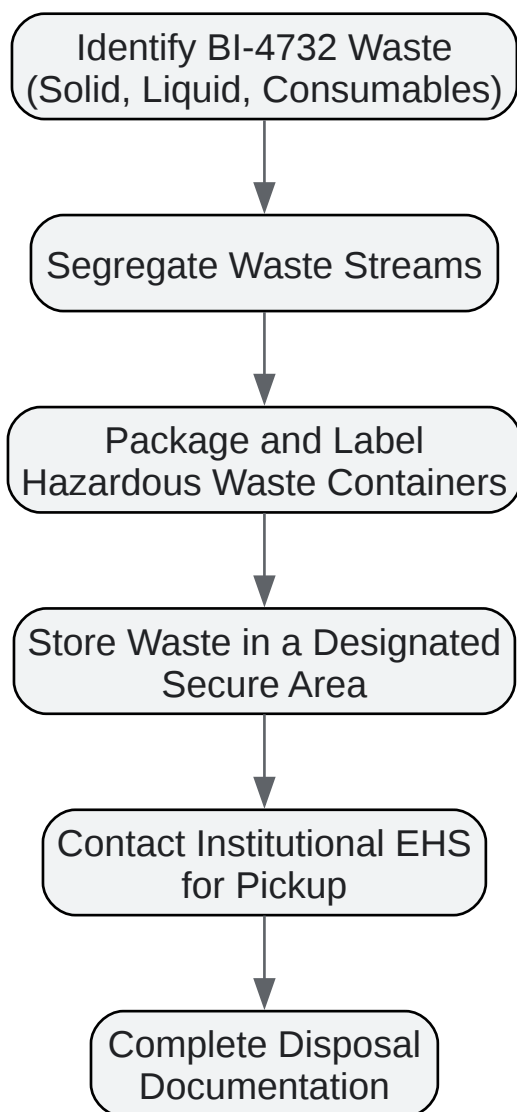 Identify BI-4732 Waste
(Solid, Liquid, Consumables)
Segregate Waste Streams
Package and Label
Hazardous Waste Containers
Store Waste in a Designated
Secure Area
Contact Institutional EHS
for Pickup
Complete Disposal
Documentation